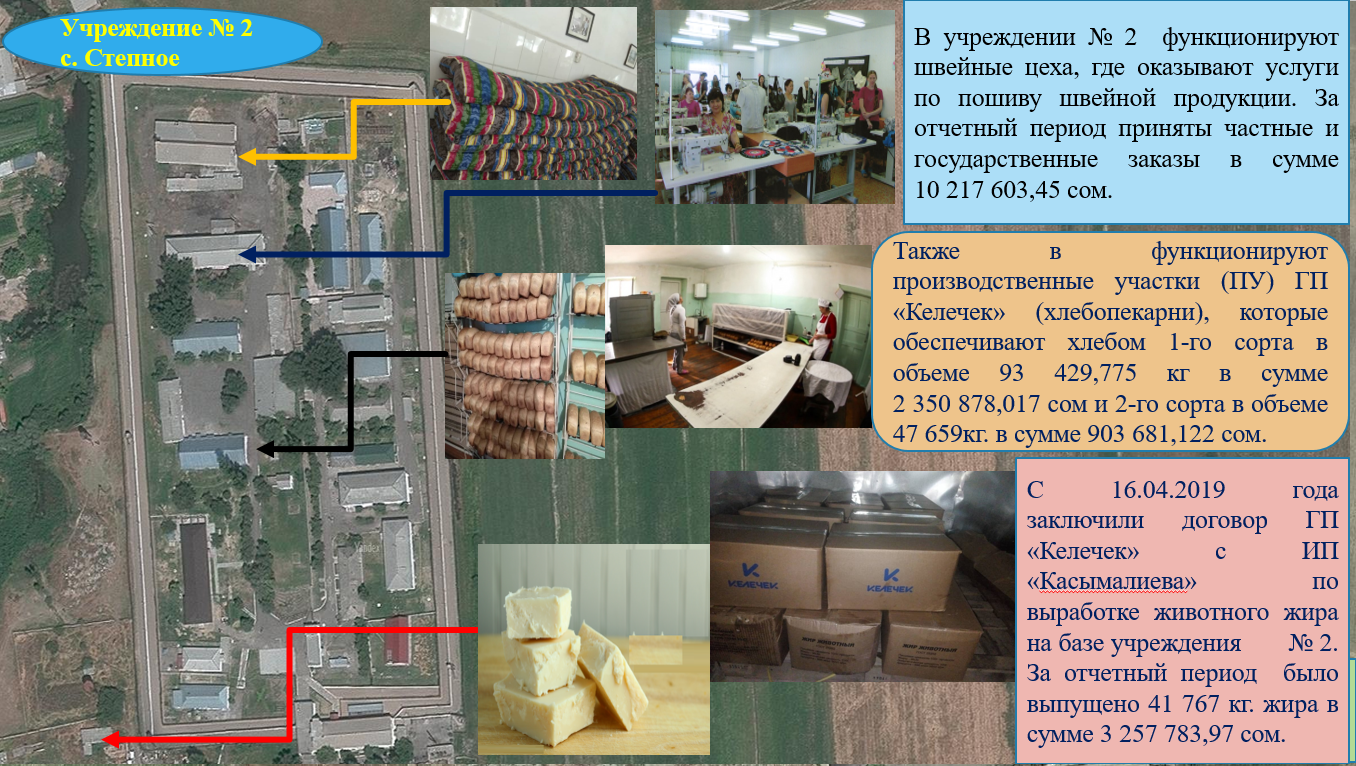 Учреждение № 2
с. Степное
В учреждении № 2 функционируют
швейные цеха, где оказывают услуги
по пошиву швейной продукции. За
отчетный период приняты частные и
государственные заказы в сумме
10 217 603,45 сом.
Также в функционируют
производственные участки (ПУ) ГП
«Келечек» (хлебопекарни), которые
обеспечивают хлебом 1-го сорта в
объеме 93 429,775 кг в сумме
2 350 878,017 сом и 2-го сорта в объеме
47 659кг. в сумме 903 681,122 сом.
С 16.04.2019 года
заключили договор ГП
«Келечек» с ИП
«Касымалиева» по
выработке животного жира
на базе учреждения № 2.
За отчетный период было
выпущено 41 767 кг. жира в
сумме 3 257 783,97 сом.
КЕЛЕЧЕК
КЕЛЕЧЕК
ЖИР ЖИВОТНЫЙ
ЖИР ЖИВОТНЫЙ
Yandex